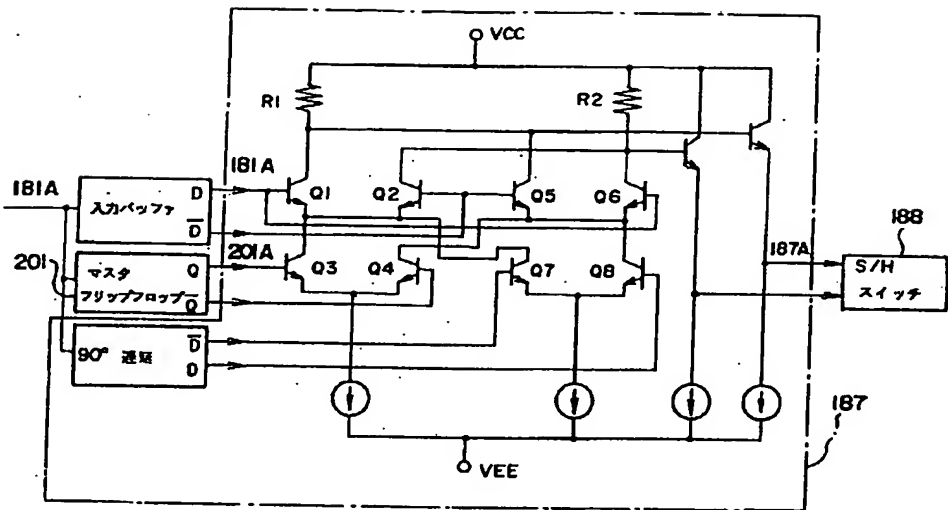 VCC
R1
R2
181A
181A
入力バッファ
D
D
Q1
Q2
Q5
Q6
201
マスタ
フリップフロップ
Q
Q
201A
Q3
Q4
Q7
Q8
187A
188
S/H
スイッチ
90° 遅延
D
D
187
VEE